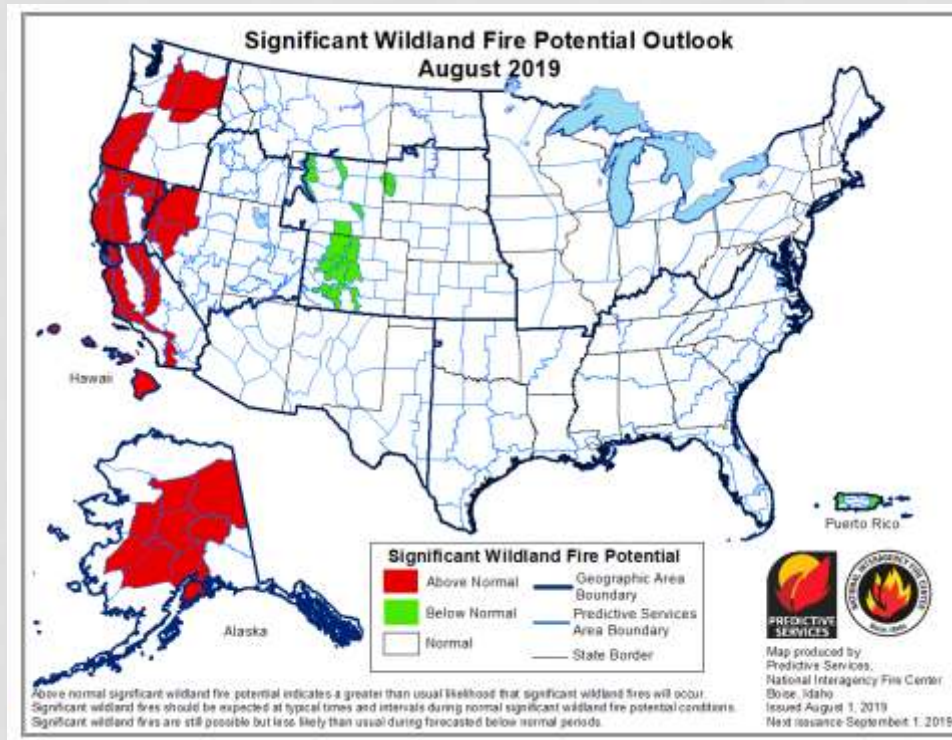 Significant Wildland Fire Potential Outlook
August 2019
Hawaii
Alaska
Puerto Rico
Significant Wildland Fire Potential
Above Normal
Below Normal
Normal
Geographic Area
Boundary
Predictive Services
Area Boundary
State Border
PREDICTIVE
SERVICES
NATIONAL INTERAGENCY FIRE CENTER
Map produced by
Predictive Services,
National Interagency Fire Center
Boise, Idaho
Issued August 1, 2019
Next issuance September 1, 2019
Above normal significant wildland fire potential indicates a greater than usual likelihood that significant wildland fires will occur.
Significant wildland fires should be expected at typical times and intervals during normal significant wildland fire potential conditions.
Significant wildland fires are still possible but less likely than usual during forecasted below normal periods.